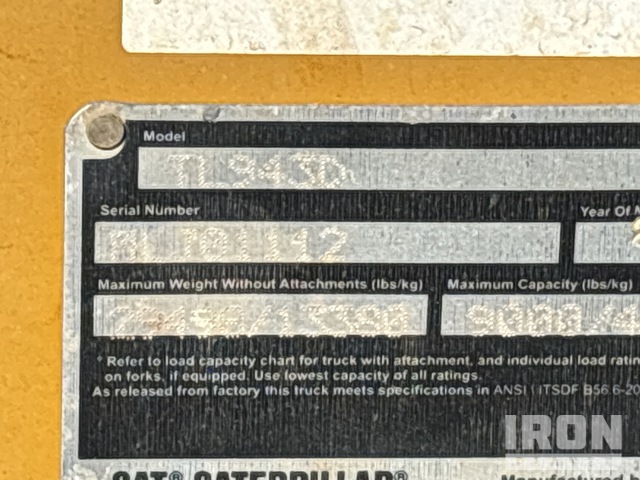 Model
TL943D
Serial Number
Year Of M
Maximum Weight Without Attachments (lbs/kg)
Maximum Capacity (lbs/kg)
* Refer to load capacity chart for truck with attachment, and individual load ratin
on forks, if equipped. Use lowest capacity of all ratings.
As released from factory this truck meets specifications in ANSI / ITSDF B56.6-20
IRON
CAT® CATERPILLAR®
Manufactured